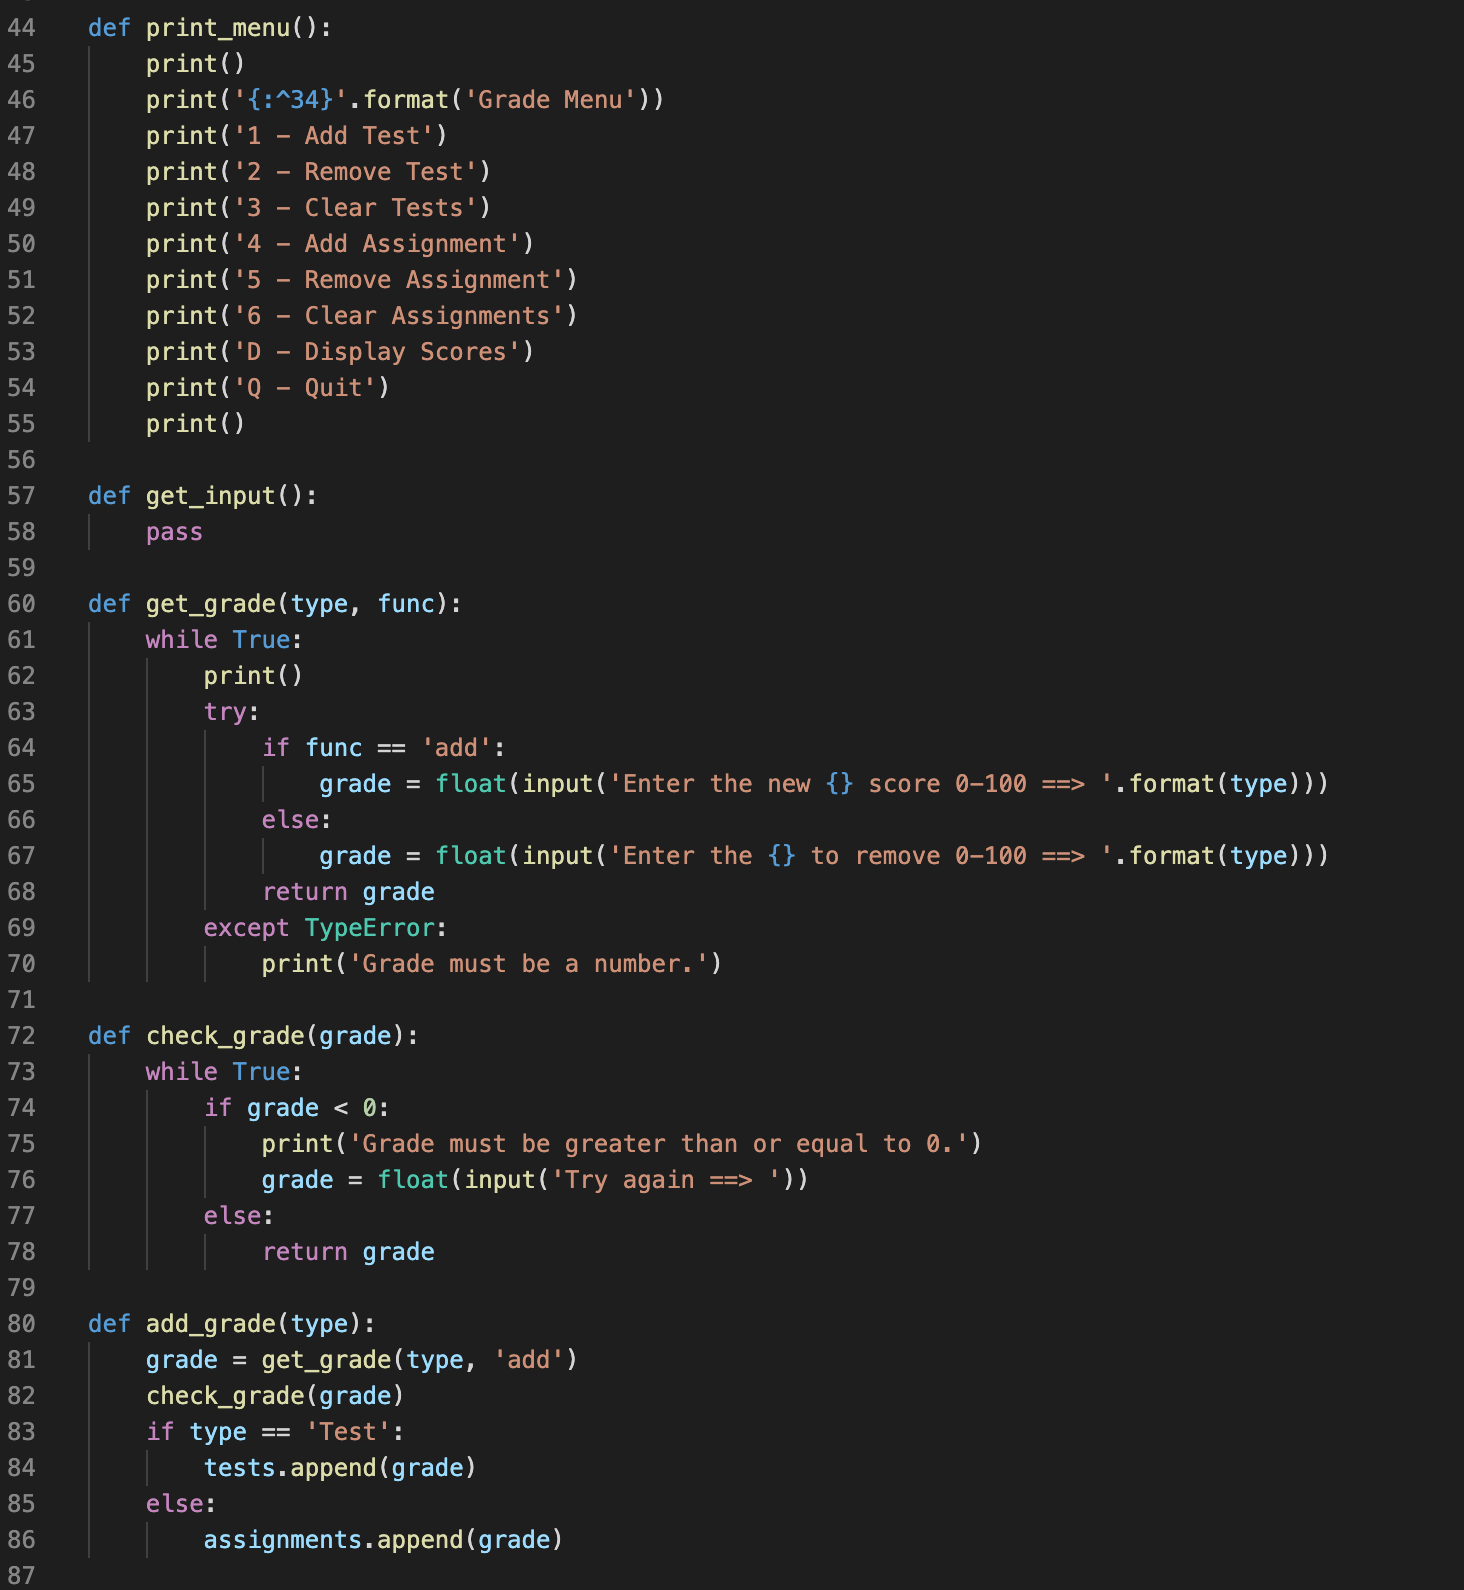 44 def print_menu():
45     print()
46     print('{:^34}'.format('Grade Menu'))
47     print('1 – Add Test')
48     print('2 – Remove Test')
49     print('3 – Clear Tests')
50     print('4 – Add Assignment')
51     print('5 – Remove Assignment')
52     print('6 – Clear Assignments')
53     print('D – Display Scores')
54     print('Q – Quit')
55     print()
56
57 def get_input():
58     pass
59
60 def get_grade(type, func):
61     while True:
62         print()
63         try:
64             if func == 'add':
65                 grade = float(input('Enter the new {} score 0–100 ==> '.format(type)))
66             else:
67                 grade = float(input('Enter the {} to remove 0–100 ==> '.format(type)))
68             return grade
69         except TypeError:
70             print('Grade must be a number.')
71
72 def check_grade(grade):
73     while True:
74         if grade < 0:
75             print('Grade must be greater than or equal to 0.')
76             grade = float(input('Try again ==> '))
77         else:
78             return grade
79
80 def add_grade(type):
81     grade = get_grade(type, 'add')
82     check_grade(grade)
83     if type == 'Test':
84         tests.append(grade)
85     else:
86         assignments.append(grade)
87